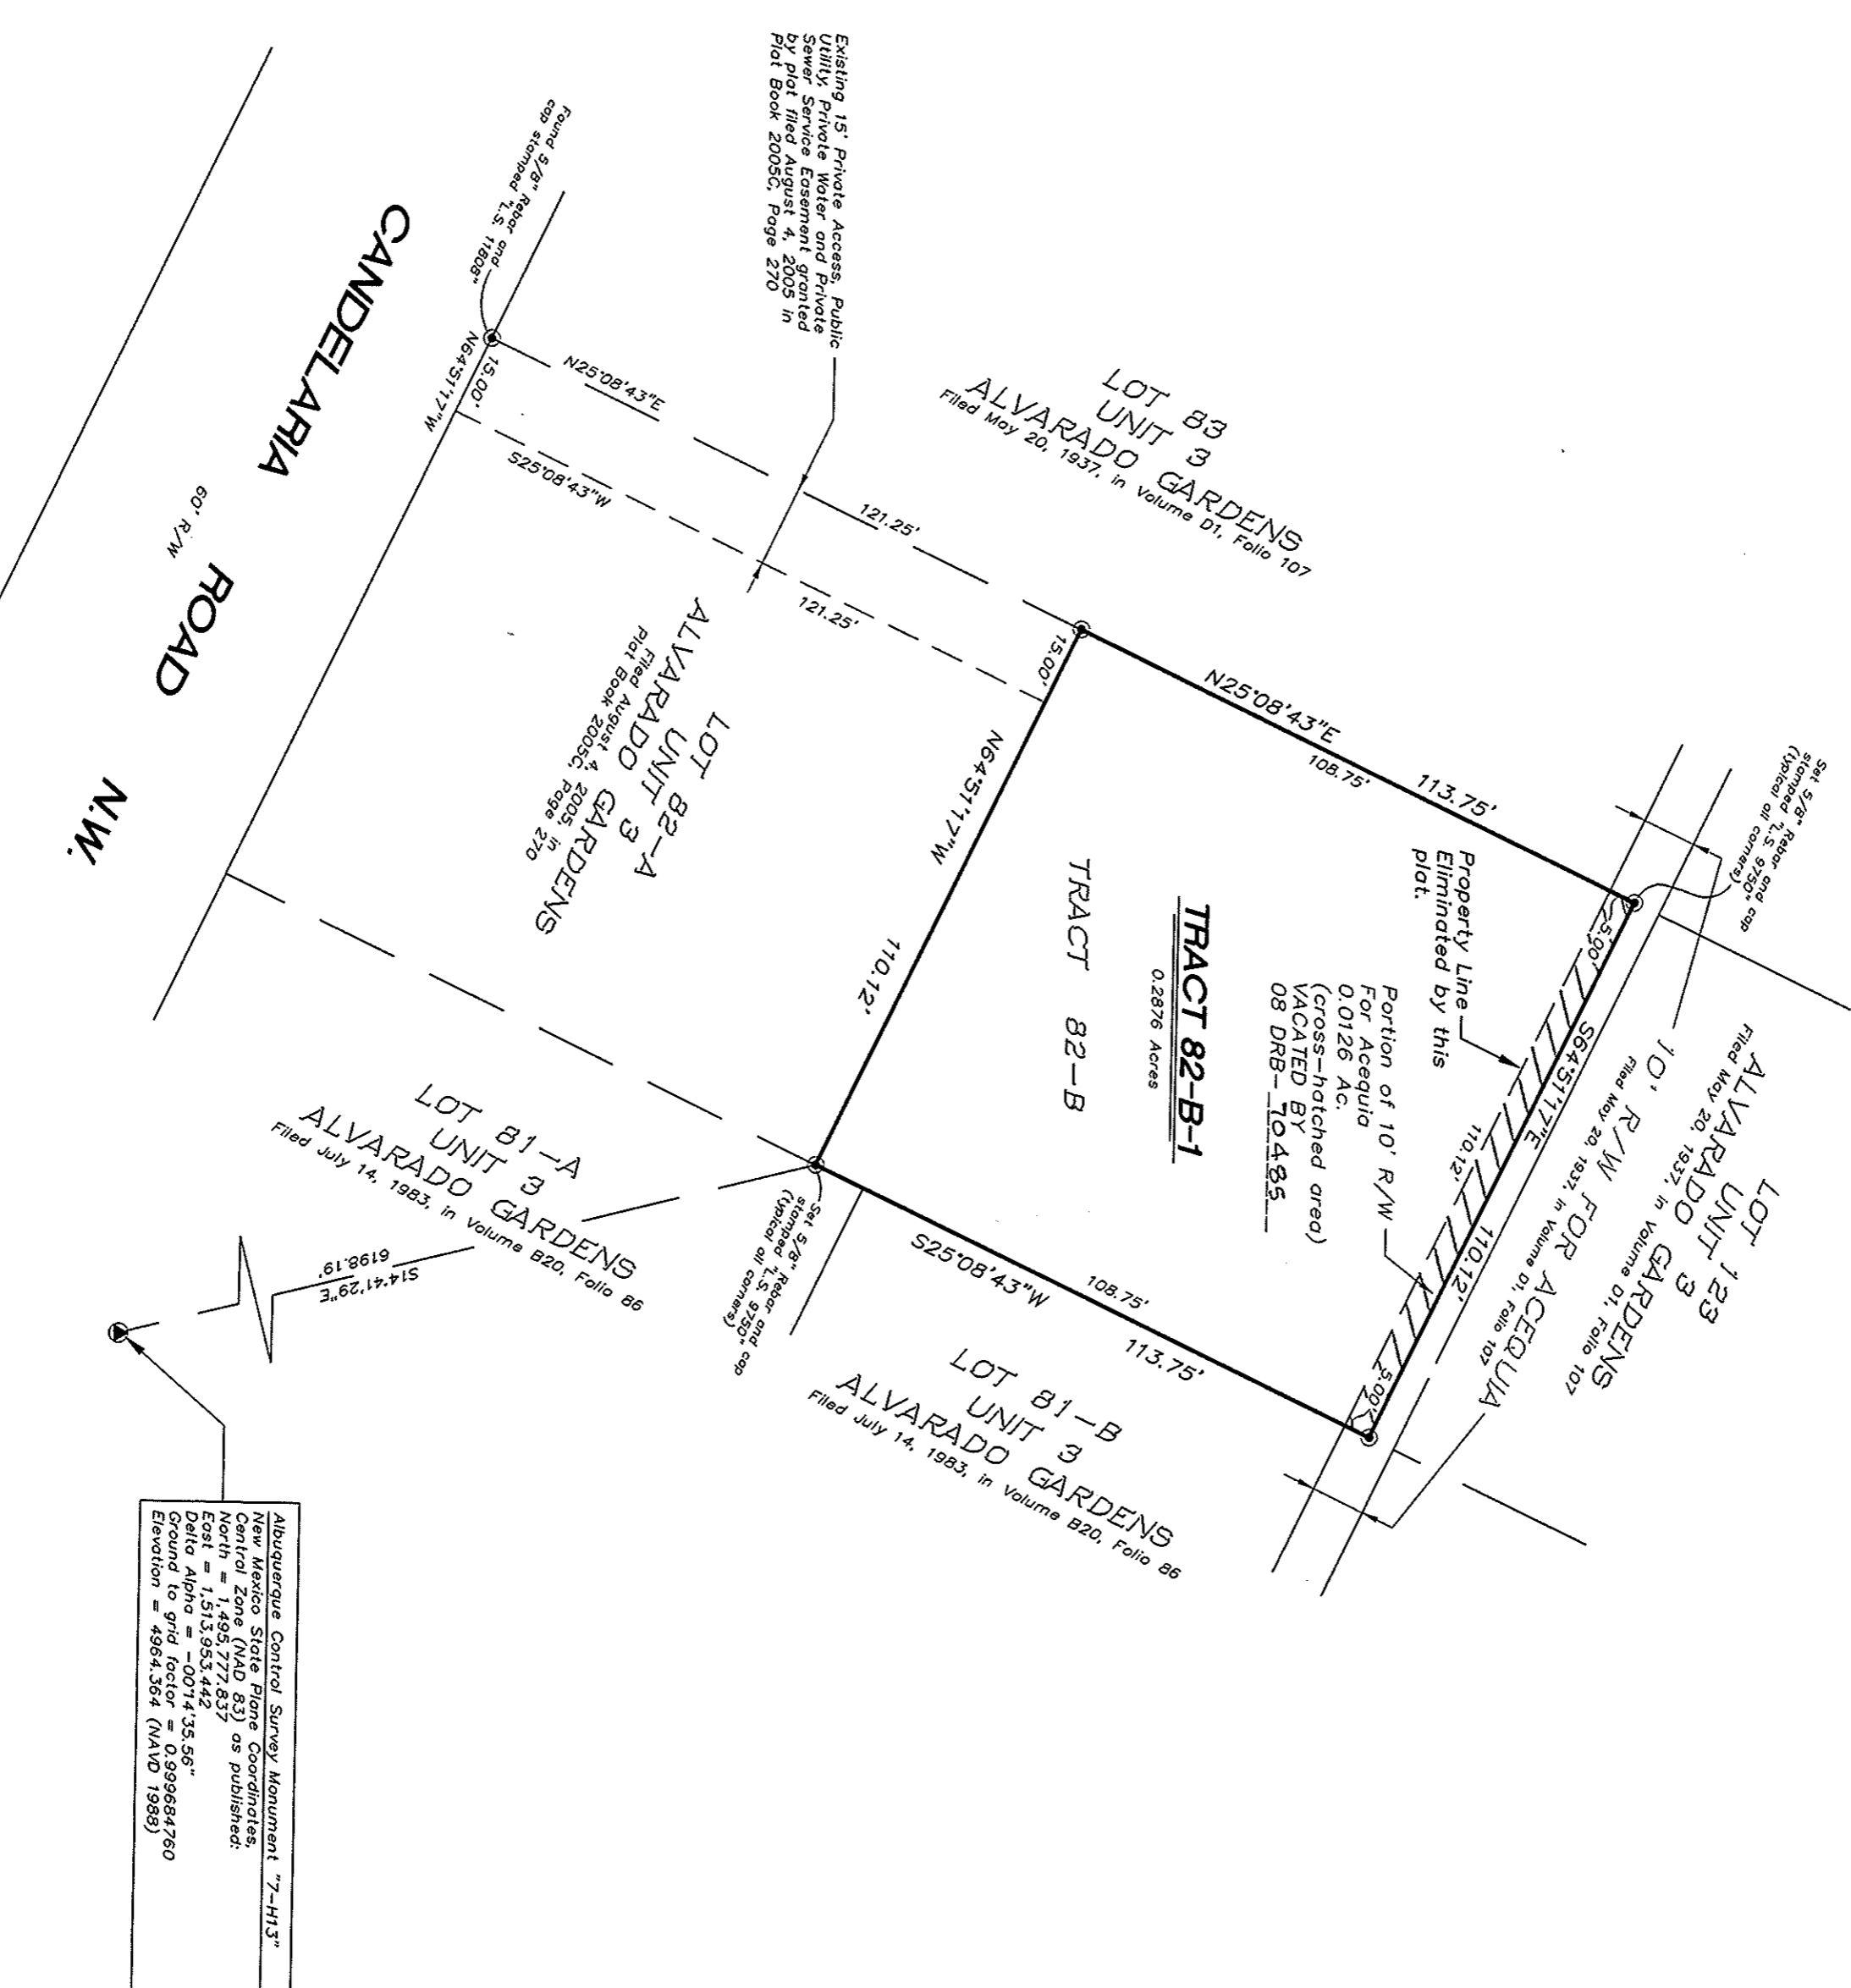 Existing 15' Private Access, Public
Utility, Private Water and Private
Sewer Service Easement granted
by plat filed August 4, 2005 in
Plat Book 2005C, Page 270
Found 5/8" Rebar and
cap stamped "L.S. 11808"
CANDELARIA ROAD N.W.
60' R/W
N64°51'17"W
15.00'
N25°08'43"E
121.25'
S25°08'43"W
121.25'
LOT 83
UNIT 3
ALVARADO GARDENS
Filed May 20, 1937, in Volume D1, Folio 107
LOT 82-A
UNIT 3
ALVARADO GARDENS
Filed August 4, 2005, in
Plat Book 2005C, Page 270
15.00'
N64°51'17"W
110.12'
N25°08'43"E
108.75'
113.75'
Set 5/8" Rebar and cap
stamped "L.S. 9750"
(typical all corners)
Property Line
Eliminated by this
plat.
TRACT 82-B
TRACT 82-B-1
0.2876 Acres
Portion of 10' R/W
For Acequia
0.0126 Ac.
(cross-hatched area)
VACATED BY
08 DRB-70485
5.00'
S64°51'17"E
110.12'
110.12'
5.00'
LOT 123
UNIT 3
ALVARADO GARDENS
Filed May 20, 1937, in Volume D1, Folio 107
10' R/W FOR ACEQUIA
Filed May 20, 1937, in Volume D1, Folio 107
S25°08'43"W
108.75'
113.75'
Set 5/8" Rebar and cap
stamped "L.S. 9750"
(typical all corners)
LOT 81-B
UNIT 3
ALVARADO GARDENS
Filed July 14, 1983, in Volume B20, Folio 86
LOT 81-A
UNIT 3
ALVARADO GARDENS
Filed July 14, 1983, in Volume B20, Folio 86
S14°41'29"E
6198.19'
Albuquerque Control Survey Monument "7-H13"
New Mexico State Plane Coordinates,
Central Zone (NAD 83) as published:
North = 1,495,777.837
East = 1,513,953.442
Delta Alpha = -00°14'35.56"
Ground to grid factor = 0.999684760
Elevation = 4964.364 (NAVD 1988)